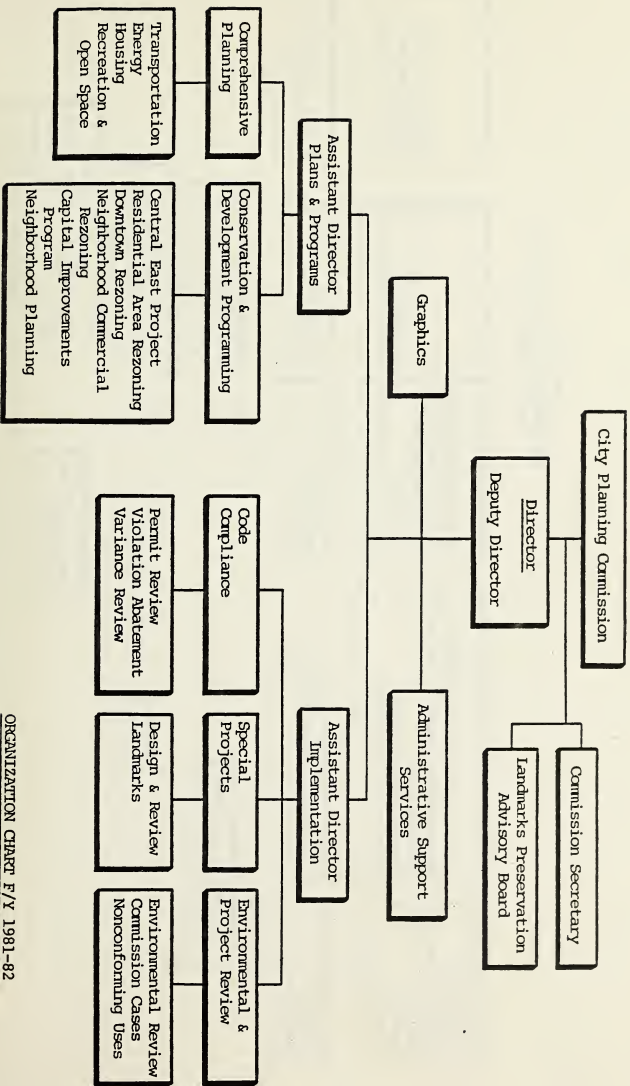 City Planning Commission
Director
Deputy Director
Commission Secretary
Landmarks Preservation
Advisory Board
Graphics
Administrative Support
Services
Assistant Director
Plans & Programs
Assistant Director
Implementation
Comprehensive
Planning
Conservation &
Development Programming
Code
Compliance
Special
Projects
Environmental &
Project Review
Transportation
Energy
Housing
Recreation &
Open Space
Central East Project
Residential Area Rezoning
Downtown Rezoning
Neighborhood Commercial
Rezoning
Capital Improvements
Program
Neighborhood Planning
Permit Review
Violation Abatement
Variance Review
Design & Review
Landmarks
Environmental Review
Commission Cases
Nonconforming Uses
ORGANIZATION CHART F/Y 1981-82